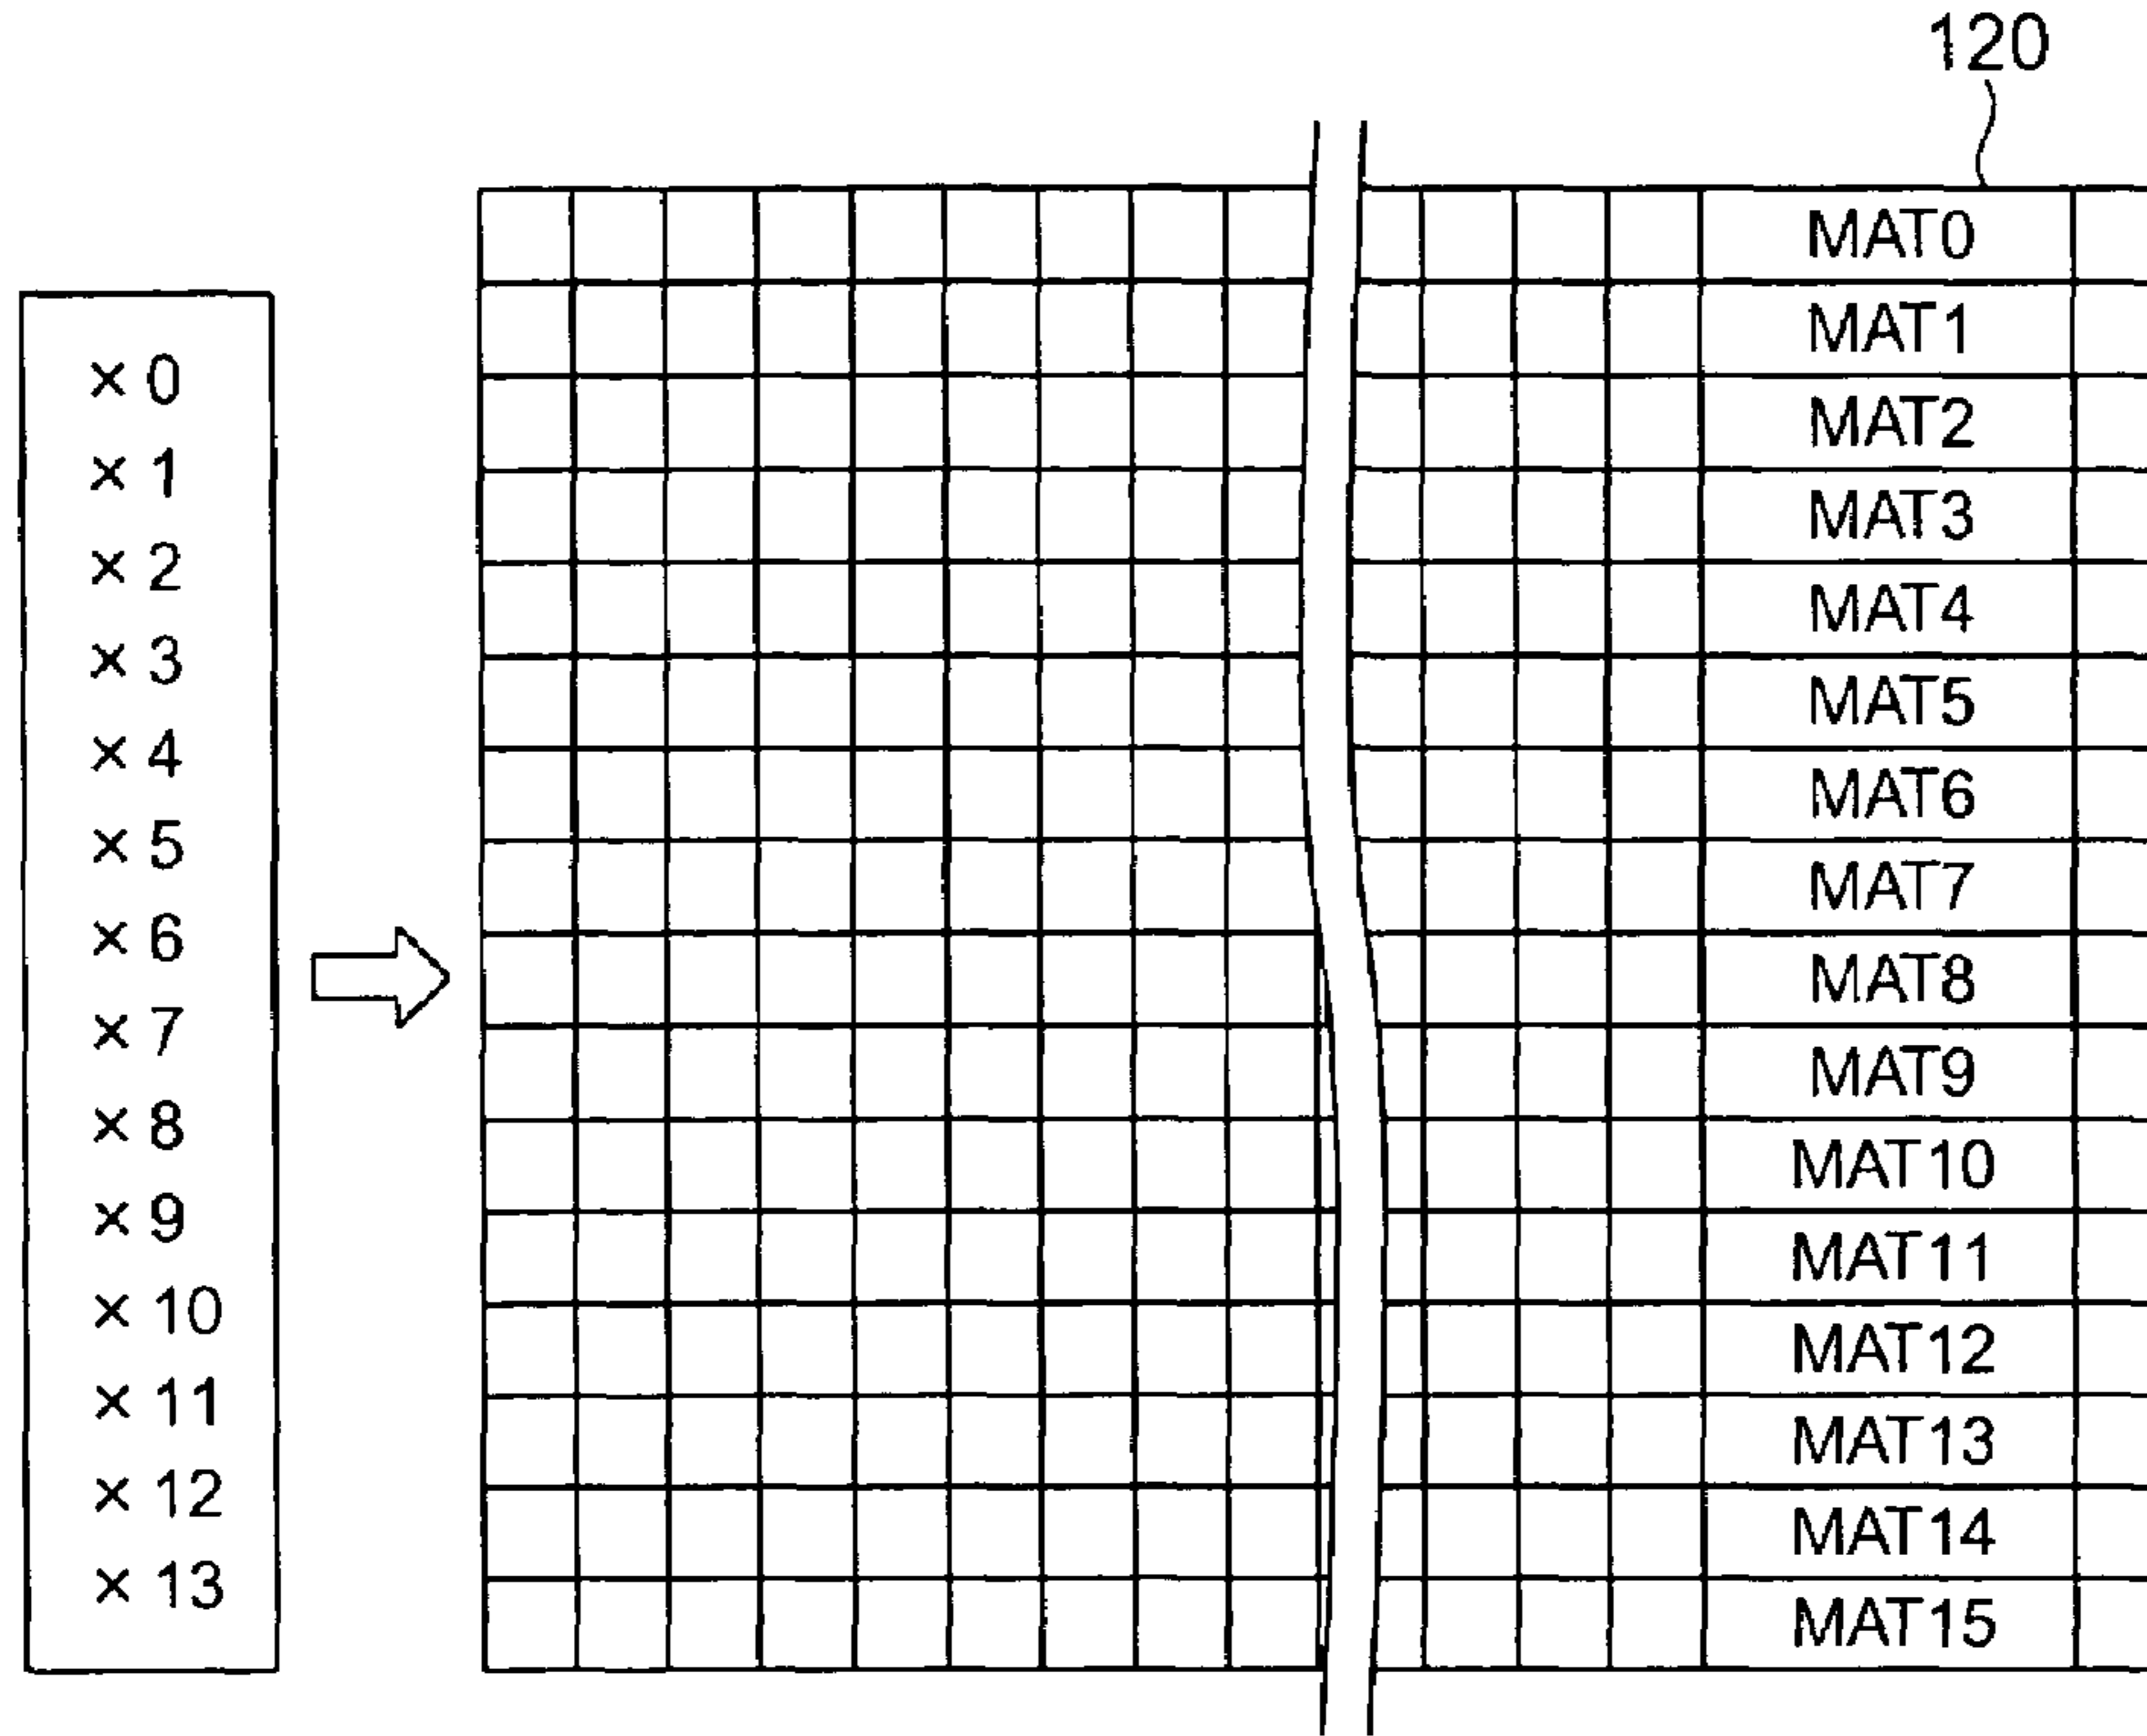 120
× 0
× 1
× 2
× 3
× 4
× 5
× 6
× 7
× 8
× 9
× 10
× 11
× 12
× 13
MAT0
MAT1
MAT2
MAT3
MAT4
MAT5
MAT6
MAT7
MAT8
MAT9
MAT10
MAT11
MAT12
MAT13
MAT14
MAT15